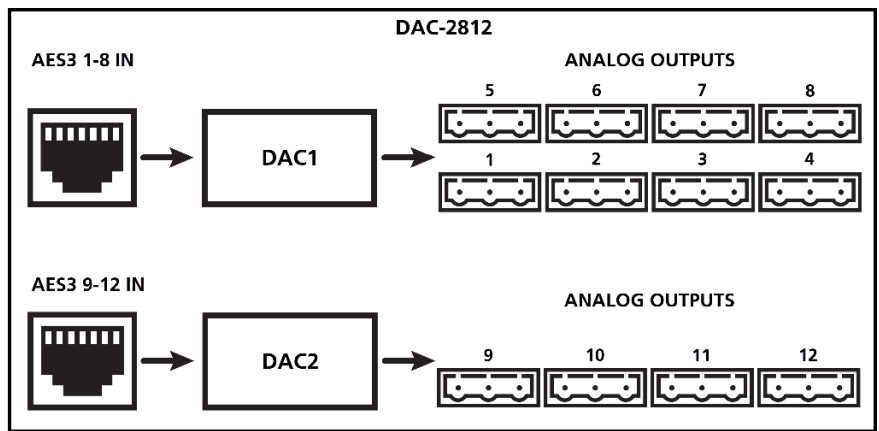 DAC-2812
AES3 1-8 IN
ANALOG OUTPUTS
5 6 7 8
DAC1
1 2 3 4
AES3 9-12 IN
ANALOG OUTPUTS
9 10 11 12
DAC2